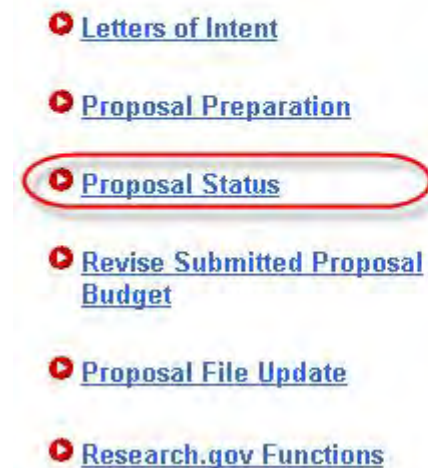 Letters of Intent
Proposal Preparation
Proposal Status
Revise Submitted Proposal
Budget
Proposal File Update
Research.gov Functions